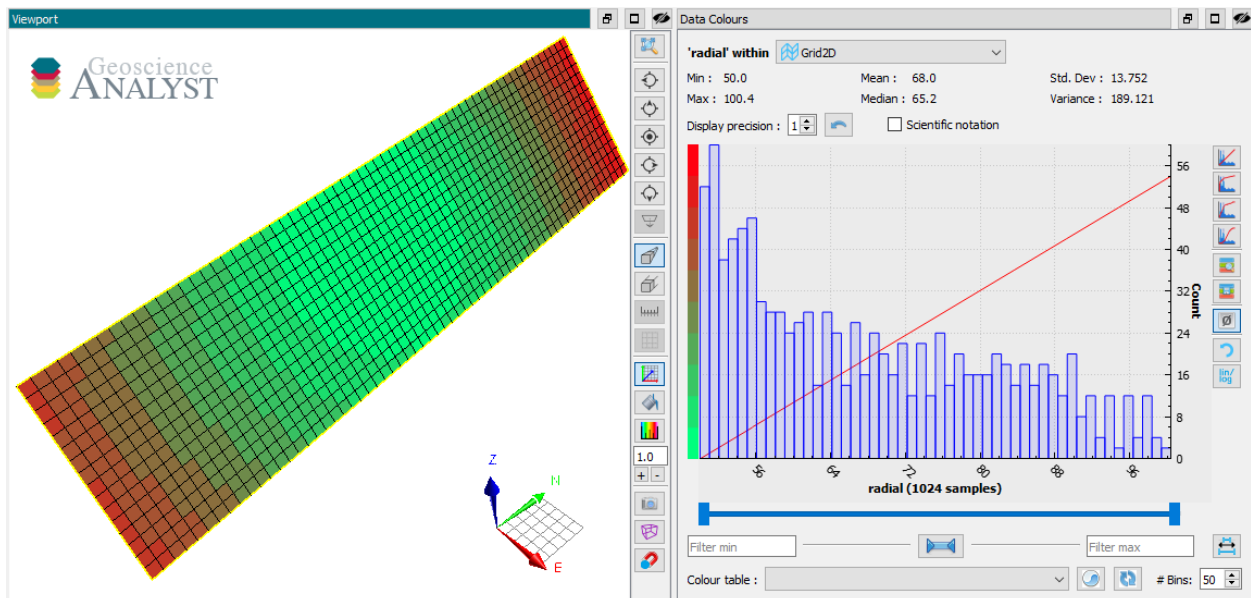 Viewport
Geoscience
ANALYST
Z
N
E
1.0
+ -
Data Colours
'radial' within Grid2D
Min : 50.0 Mean : 68.0 Std. Dev : 13.752
Max : 100.4 Median : 65.2 Variance : 189.121
Display precision : 1 Scientific notation
56
48
40
32
24
16
8
0
Count
56 64 72 80 88 96
radial (1024 samples)
lin/
log
Filter min Filter max
Colour table : # Bins: 50